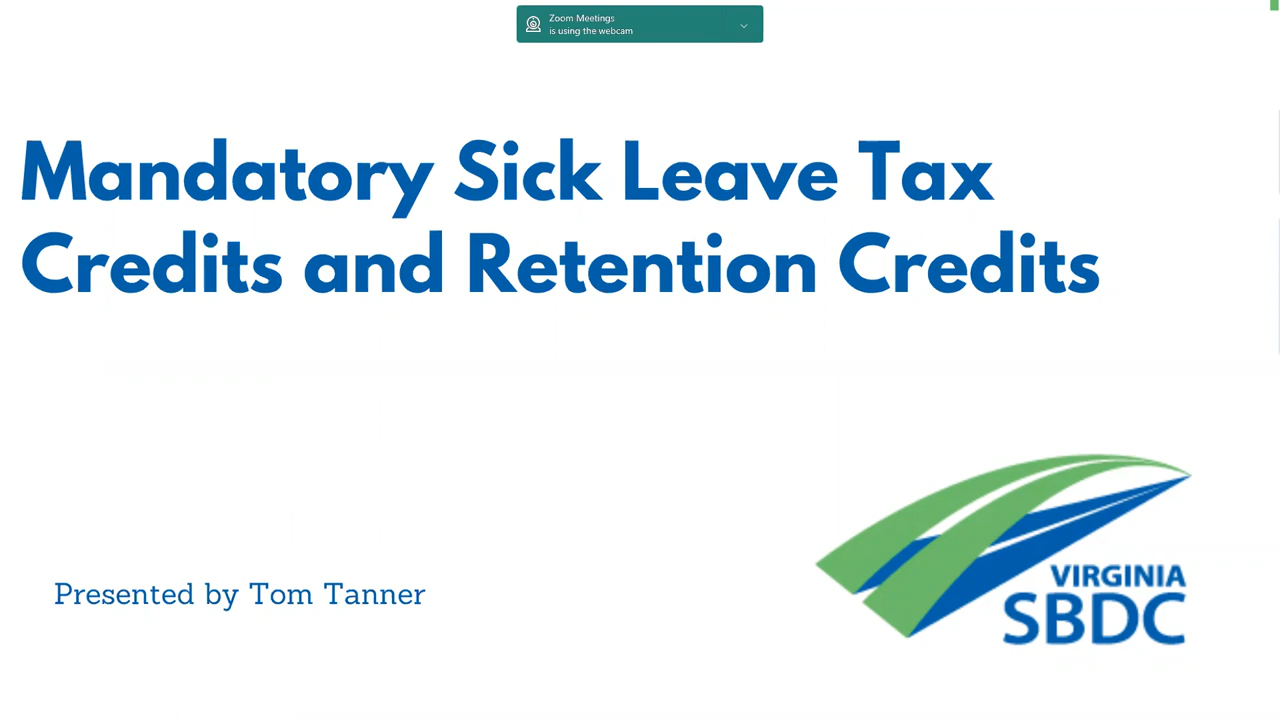 Zoom Meetings
is using the webcam
Mandatory Sick Leave Tax
Credits and Retention Credits
Presented by Tom Tanner
VIRGINIA
SBDC